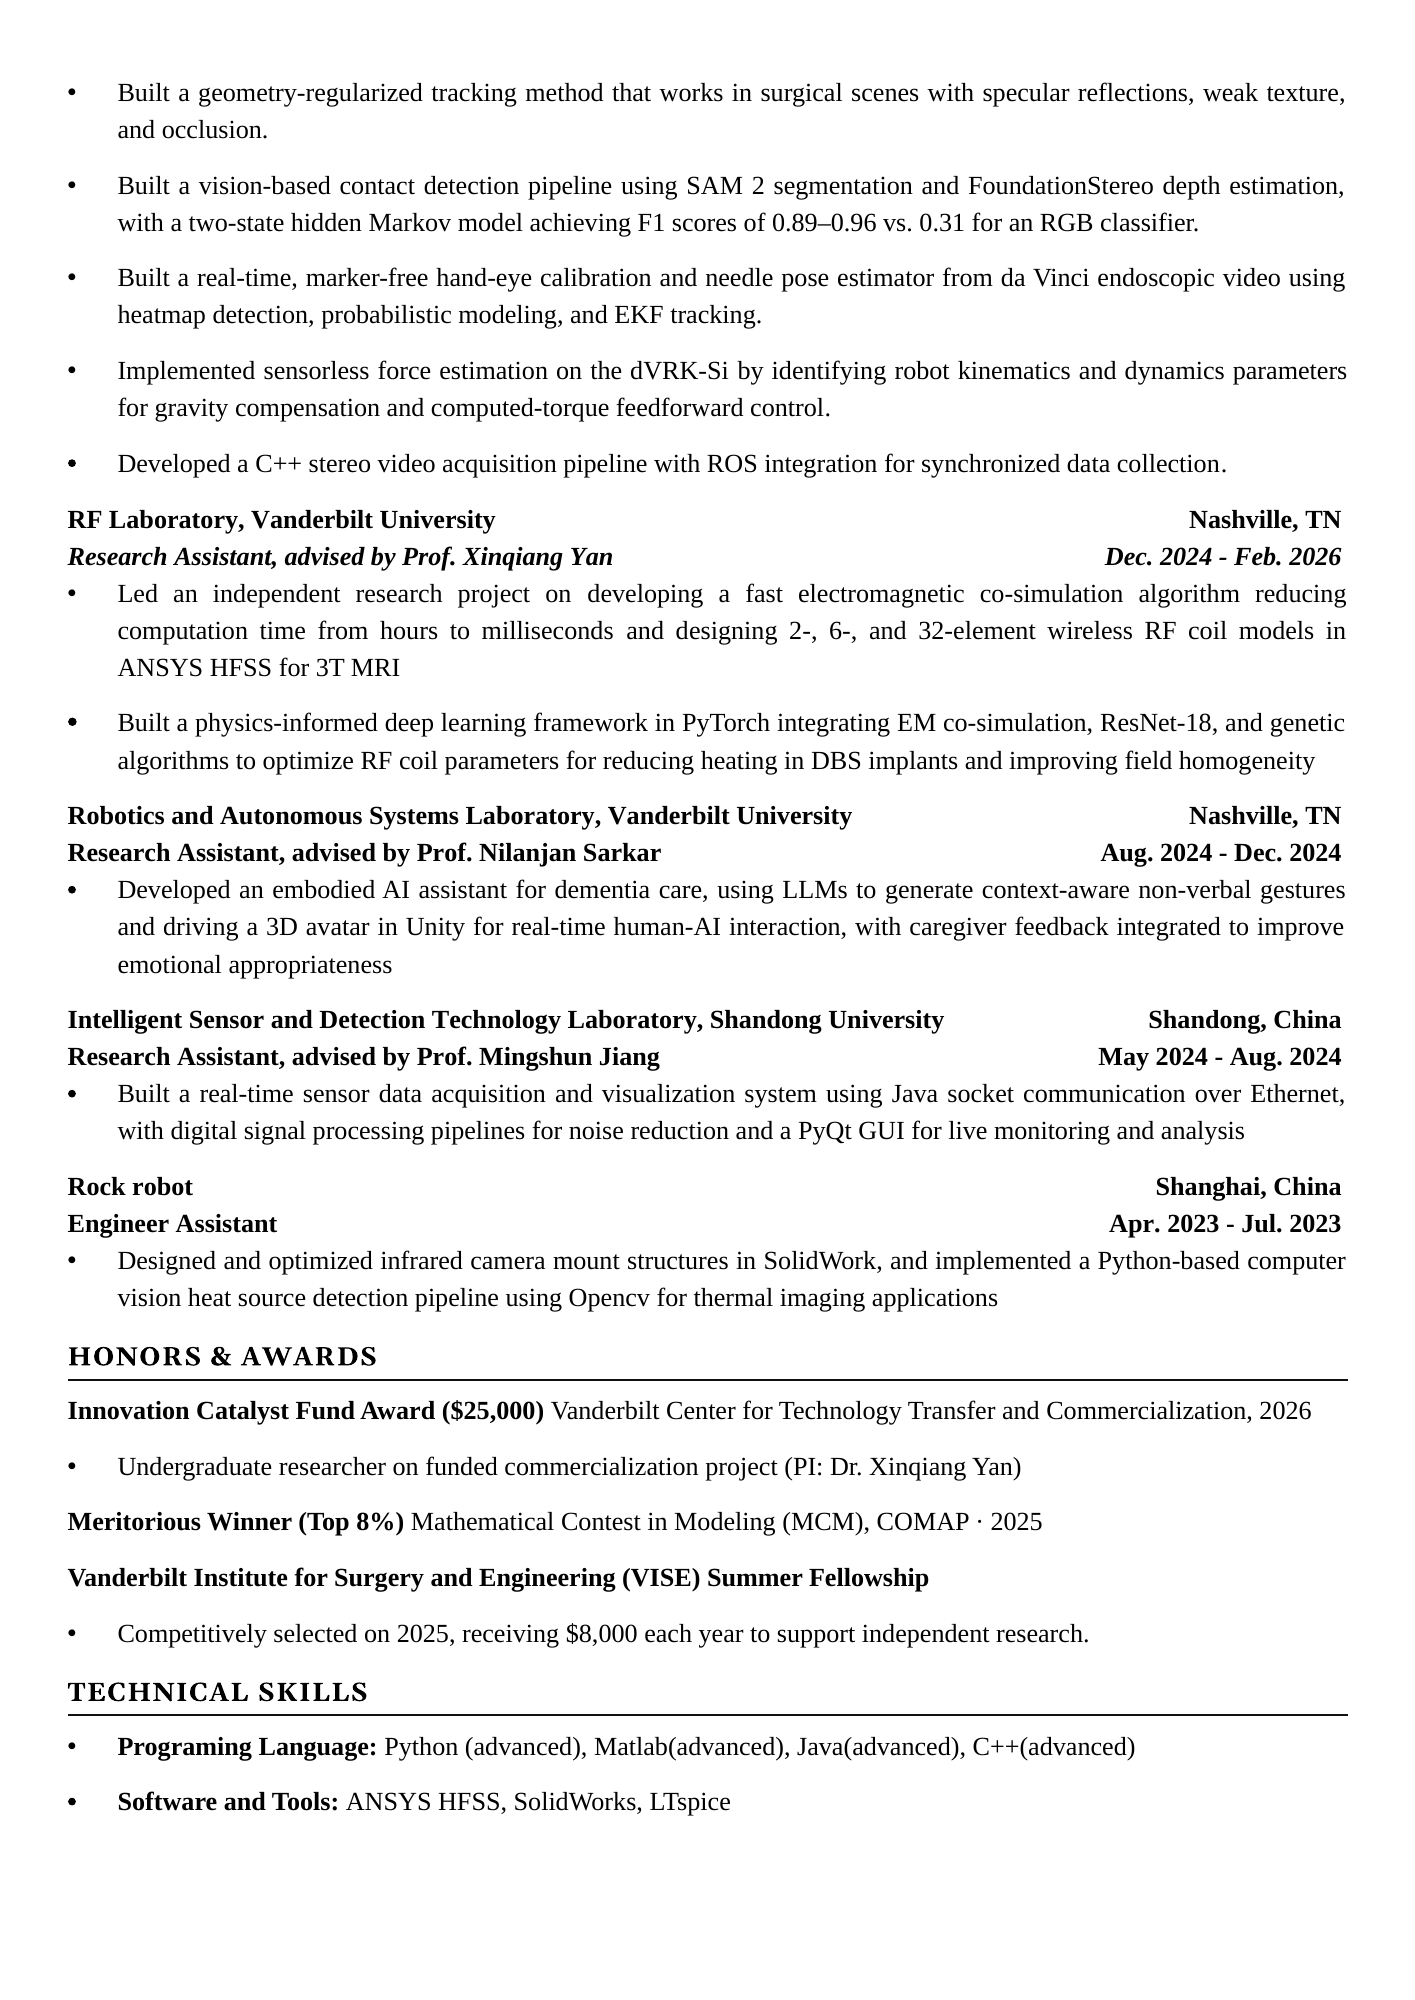 • Built a geometry-regularized tracking method that works in surgical scenes with specular reflections, weak texture,
and occlusion.
• Built a vision-based contact detection pipeline using SAM 2 segmentation and FoundationStereo depth estimation,
with a two-state hidden Markov model achieving F1 scores of 0.89–0.96 vs. 0.31 for an RGB classifier.
• Built a real-time, marker-free hand-eye calibration and needle pose estimator from da Vinci endoscopic video using
heatmap detection, probabilistic modeling, and EKF tracking.
• Implemented sensorless force estimation on the dVRK-Si by identifying robot kinematics and dynamics parameters
for gravity compensation and computed-torque feedforward control.
• Developed a C++ stereo video acquisition pipeline with ROS integration for synchronized data collection.
RF Laboratory, Vanderbilt University Nashville, TN
Research Assistant, advised by Prof. Xinqiang Yan Dec. 2024 - Feb. 2026
• Led an independent research project on developing a fast electromagnetic co-simulation algorithm reducing
computation time from hours to milliseconds and designing 2-, 6-, and 32-element wireless RF coil models in
ANSYS HFSS for 3T MRI
• Built a physics-informed deep learning framework in PyTorch integrating EM co-simulation, ResNet-18, and genetic
algorithms to optimize RF coil parameters for reducing heating in DBS implants and improving field homogeneity
Robotics and Autonomous Systems Laboratory, Vanderbilt University Nashville, TN
Research Assistant, advised by Prof. Nilanjan Sarkar Aug. 2024 - Dec. 2024
• Developed an embodied AI assistant for dementia care, using LLMs to generate context-aware non-verbal gestures
and driving a 3D avatar in Unity for real-time human-AI interaction, with caregiver feedback integrated to improve
emotional appropriateness
Intelligent Sensor and Detection Technology Laboratory, Shandong University Shandong, China
Research Assistant, advised by Prof. Mingshun Jiang May 2024 - Aug. 2024
• Built a real-time sensor data acquisition and visualization system using Java socket communication over Ethernet,
with digital signal processing pipelines for noise reduction and a PyQt GUI for live monitoring and analysis
Rock robot Shanghai, China
Engineer Assistant Apr. 2023 - Jul. 2023
• Designed and optimized infrared camera mount structures in SolidWork, and implemented a Python-based computer
vision heat source detection pipeline using Opencv for thermal imaging applications
HONORS & AWARDS
Innovation Catalyst Fund Award ($25,000) Vanderbilt Center for Technology Transfer and Commercialization, 2026
• Undergraduate researcher on funded commercialization project (PI: Dr. Xinqiang Yan)
Meritorious Winner (Top 8%) Mathematical Contest in Modeling (MCM), COMAP · 2025
Vanderbilt Institute for Surgery and Engineering (VISE) Summer Fellowship
• Competitively selected on 2025, receiving $8,000 each year to support independent research.
TECHNICAL SKILLS
• Programing Language: Python (advanced), Matlab(advanced), Java(advanced), C++(advanced)
• Software and Tools: ANSYS HFSS, SolidWorks, LTspice